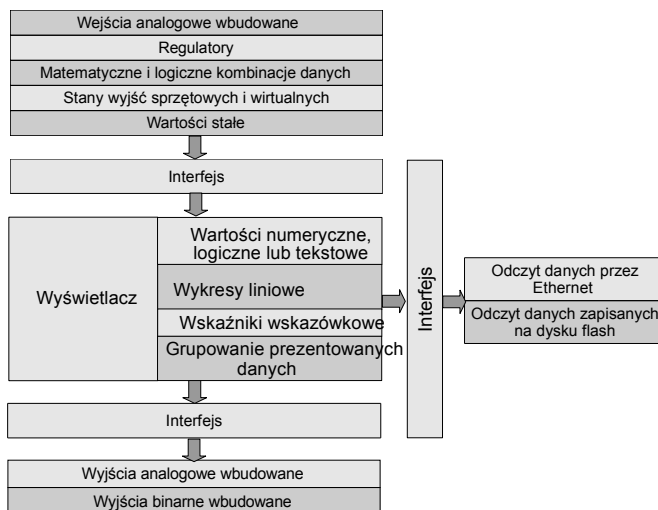 Wejścia analogowe wbudowane
Regulatory
Matematyczne i logiczne kombinacje danych
Stany wyjść sprzętowych i wirtualnych
Wartości stałe
Interfejs
Wyświetlacz
Wartości numeryczne,
logiczne lub tekstowe
Wykresy liniowe
Wskaźniki wskazówkowe
Grupowanie prezentowanych
danych
Interfejs
Odczyt danych przez
Ethernet
Odczyt danych zapisanych
na dysku flash
Interfejs
Wyjścia analogowe wbudowane
Wyjścia binarne wbudowane